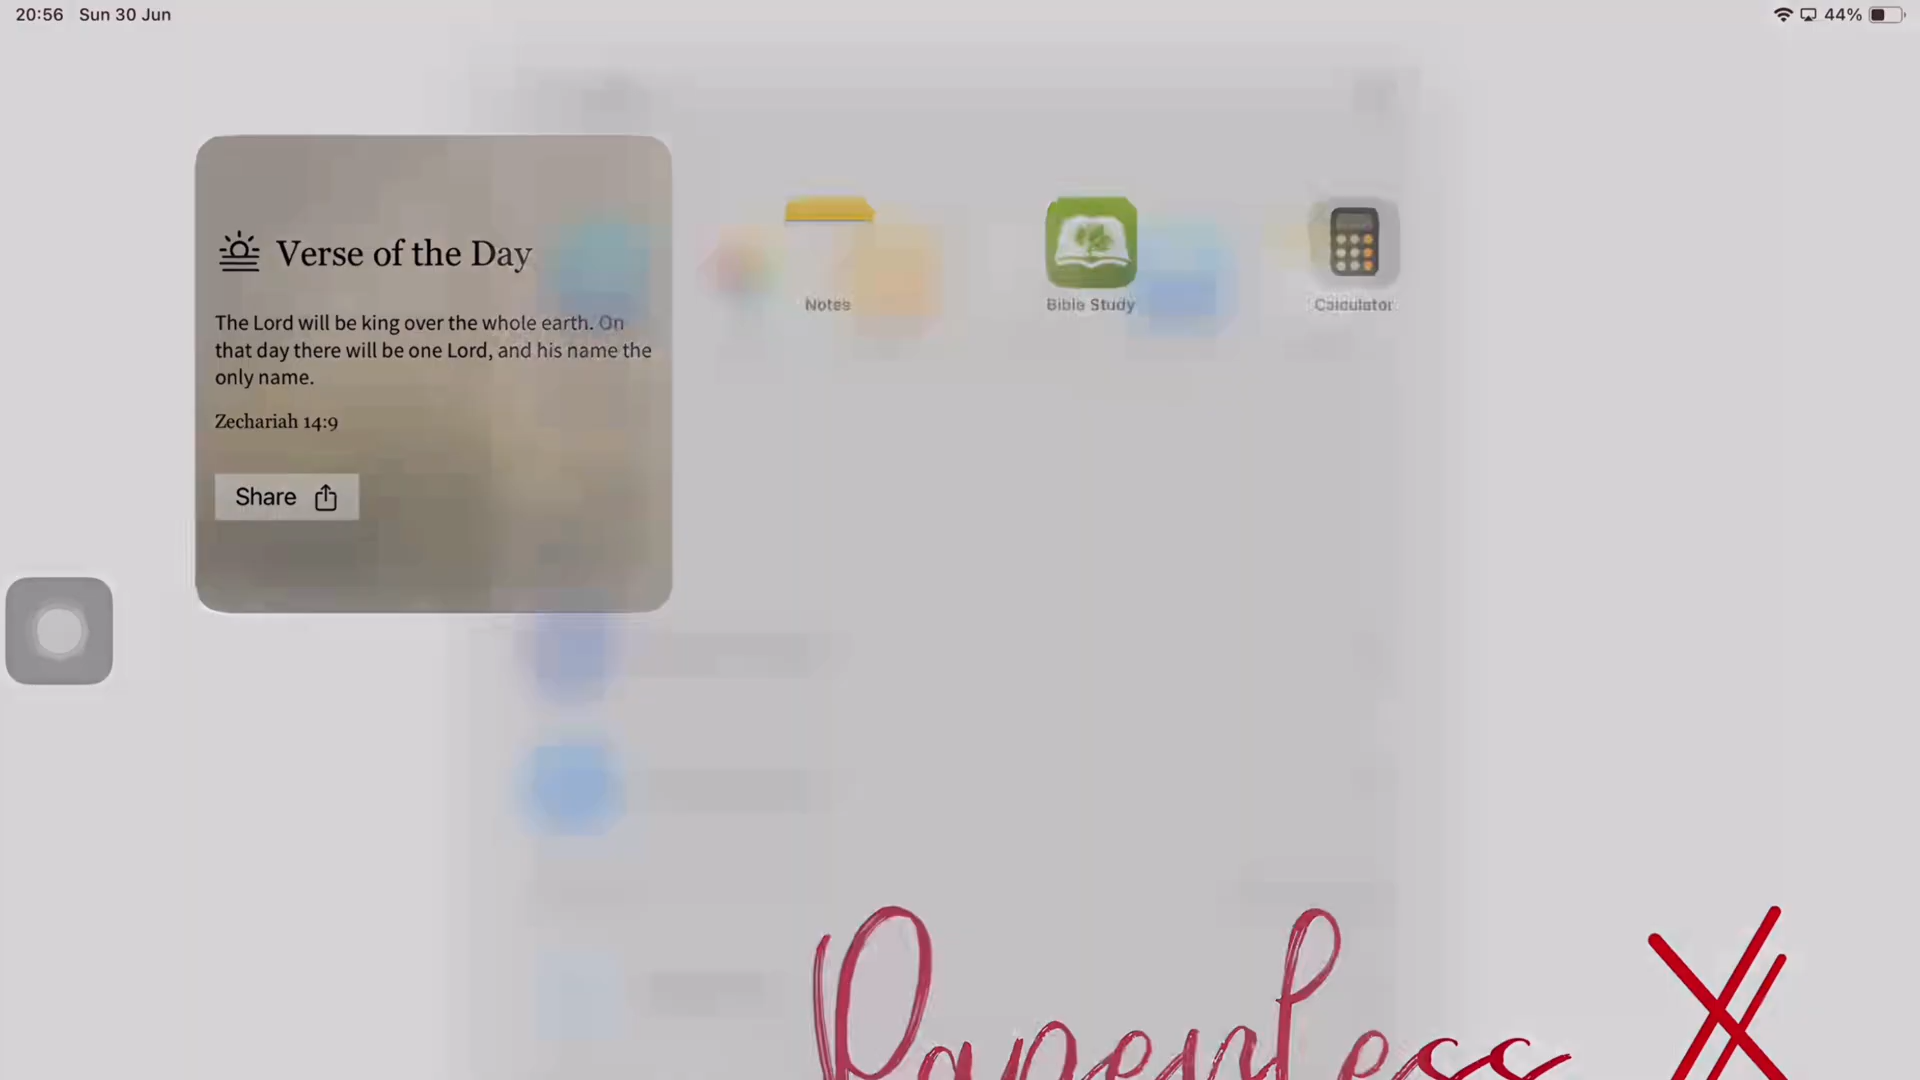 20:56 Sun 30 Jun
44%
Verse of the Day
The Lord will be king over the whole earth. On
that day there will be one Lord, and his name the
only name.
Zechariah 14:9
Share
Notes
Bible Study
Calculator
Paperless X